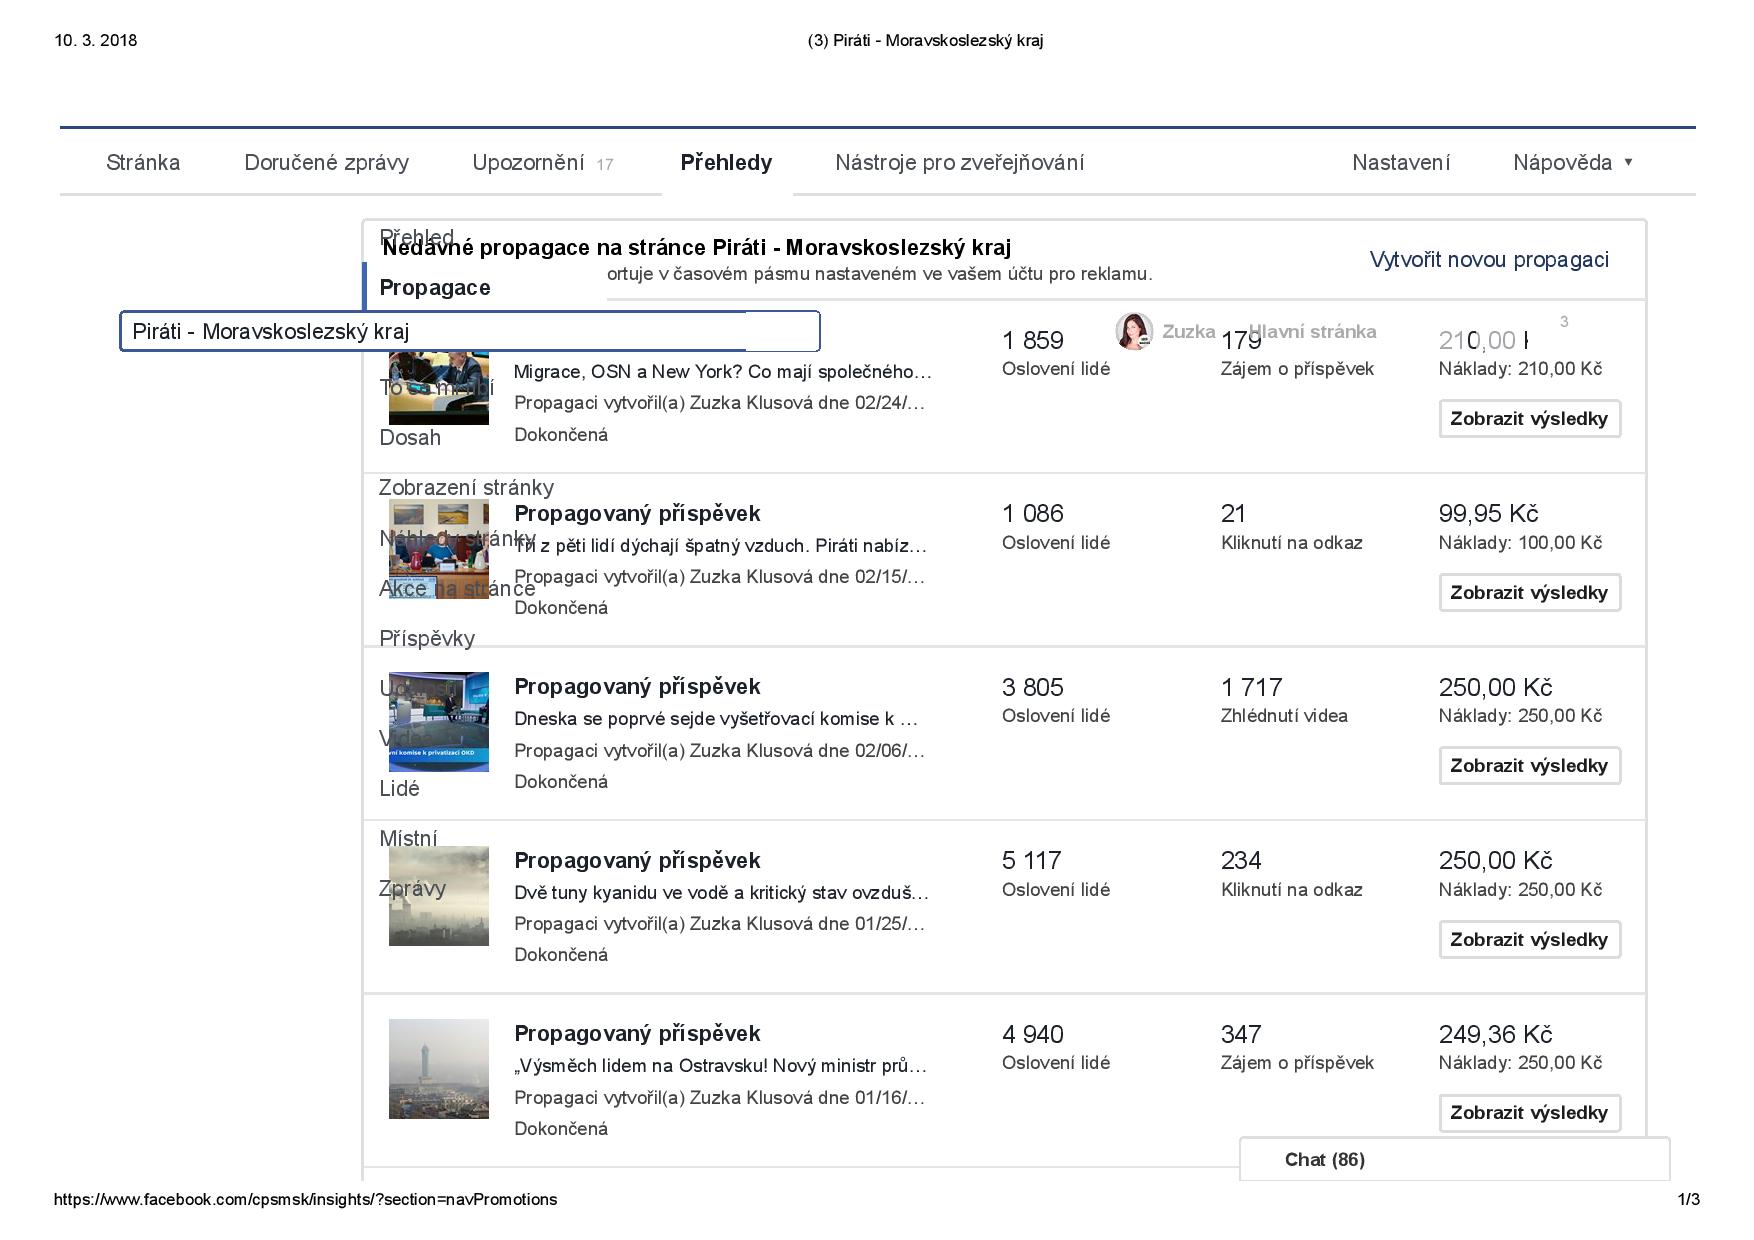 10. 3. 2018
(3) Piráti - Moravskoslezský kraj
Stránka Doručené zprávy Upozornění 17 Přehledy Nástroje pro zveřejňování Nastavení Nápověda ▼
Přehled
Nedávné propagace na stránce Piráti - Moravskoslezský kraj
Vytvořit novou propagaci
ortuje v časovém pásmu nastaveném ve vašem účtu pro reklamu.
Propagace
Piráti - Moravskoslezský kraj
Zuzka Hlavní stránka 3
1 859 179 210,00
Migrace, OSN a New York? Co mají společného…
Oslovení lidé Zájem o příspěvek Náklady: 210,00 Kč
Propagaci vytvořil(a) Zuzka Klusová dne 02/24/…
Zobrazit výsledky
Dokončená
Dosah
Zobrazení stránky
Propagovaný příspěvek 1 086 21 99,95 Kč
Náhledy stránky
Tři z pěti lidí dýchají špatný vzduch. Piráti nabíz…
Oslovení lidé Kliknutí na odkaz Náklady: 100,00 Kč
Propagaci vytvořil(a) Zuzka Klusová dne 02/15/…
Akce na stránce
Zobrazit výsledky
Dokončená
Příspěvky
Propagovaný příspěvek 3 805 1 717 250,00 Kč
Dneska se poprvé sejde vyšetřovací komise k …
Oslovení lidé Zhlédnutí videa Náklady: 250,00 Kč
Videa
vní komise k privatizaci OKD
Propagaci vytvořil(a) Zuzka Klusová dne 02/06/…
Zobrazit výsledky
Dokončená
Lidé
Místní
Propagovaný příspěvek 5 117 234 250,00 Kč
Zprávy
Dvě tuny kyanidu ve vodě a kritický stav ovzduš…
Oslovení lidé Kliknutí na odkaz Náklady: 250,00 Kč
Propagaci vytvořil(a) Zuzka Klusová dne 01/25/…
Zobrazit výsledky
Dokončená
Propagovaný příspěvek 4 940 347 249,36 Kč
„Výsměch lidem na Ostravsku! Nový ministr prů…
Oslovení lidé Zájem o příspěvek Náklady: 250,00 Kč
Propagaci vytvořil(a) Zuzka Klusová dne 01/16/…
Zobrazit výsledky
Dokončená
Chat (86)
https://www.facebook.com/cpsmsk/insights/?section=navPromotions
1/3